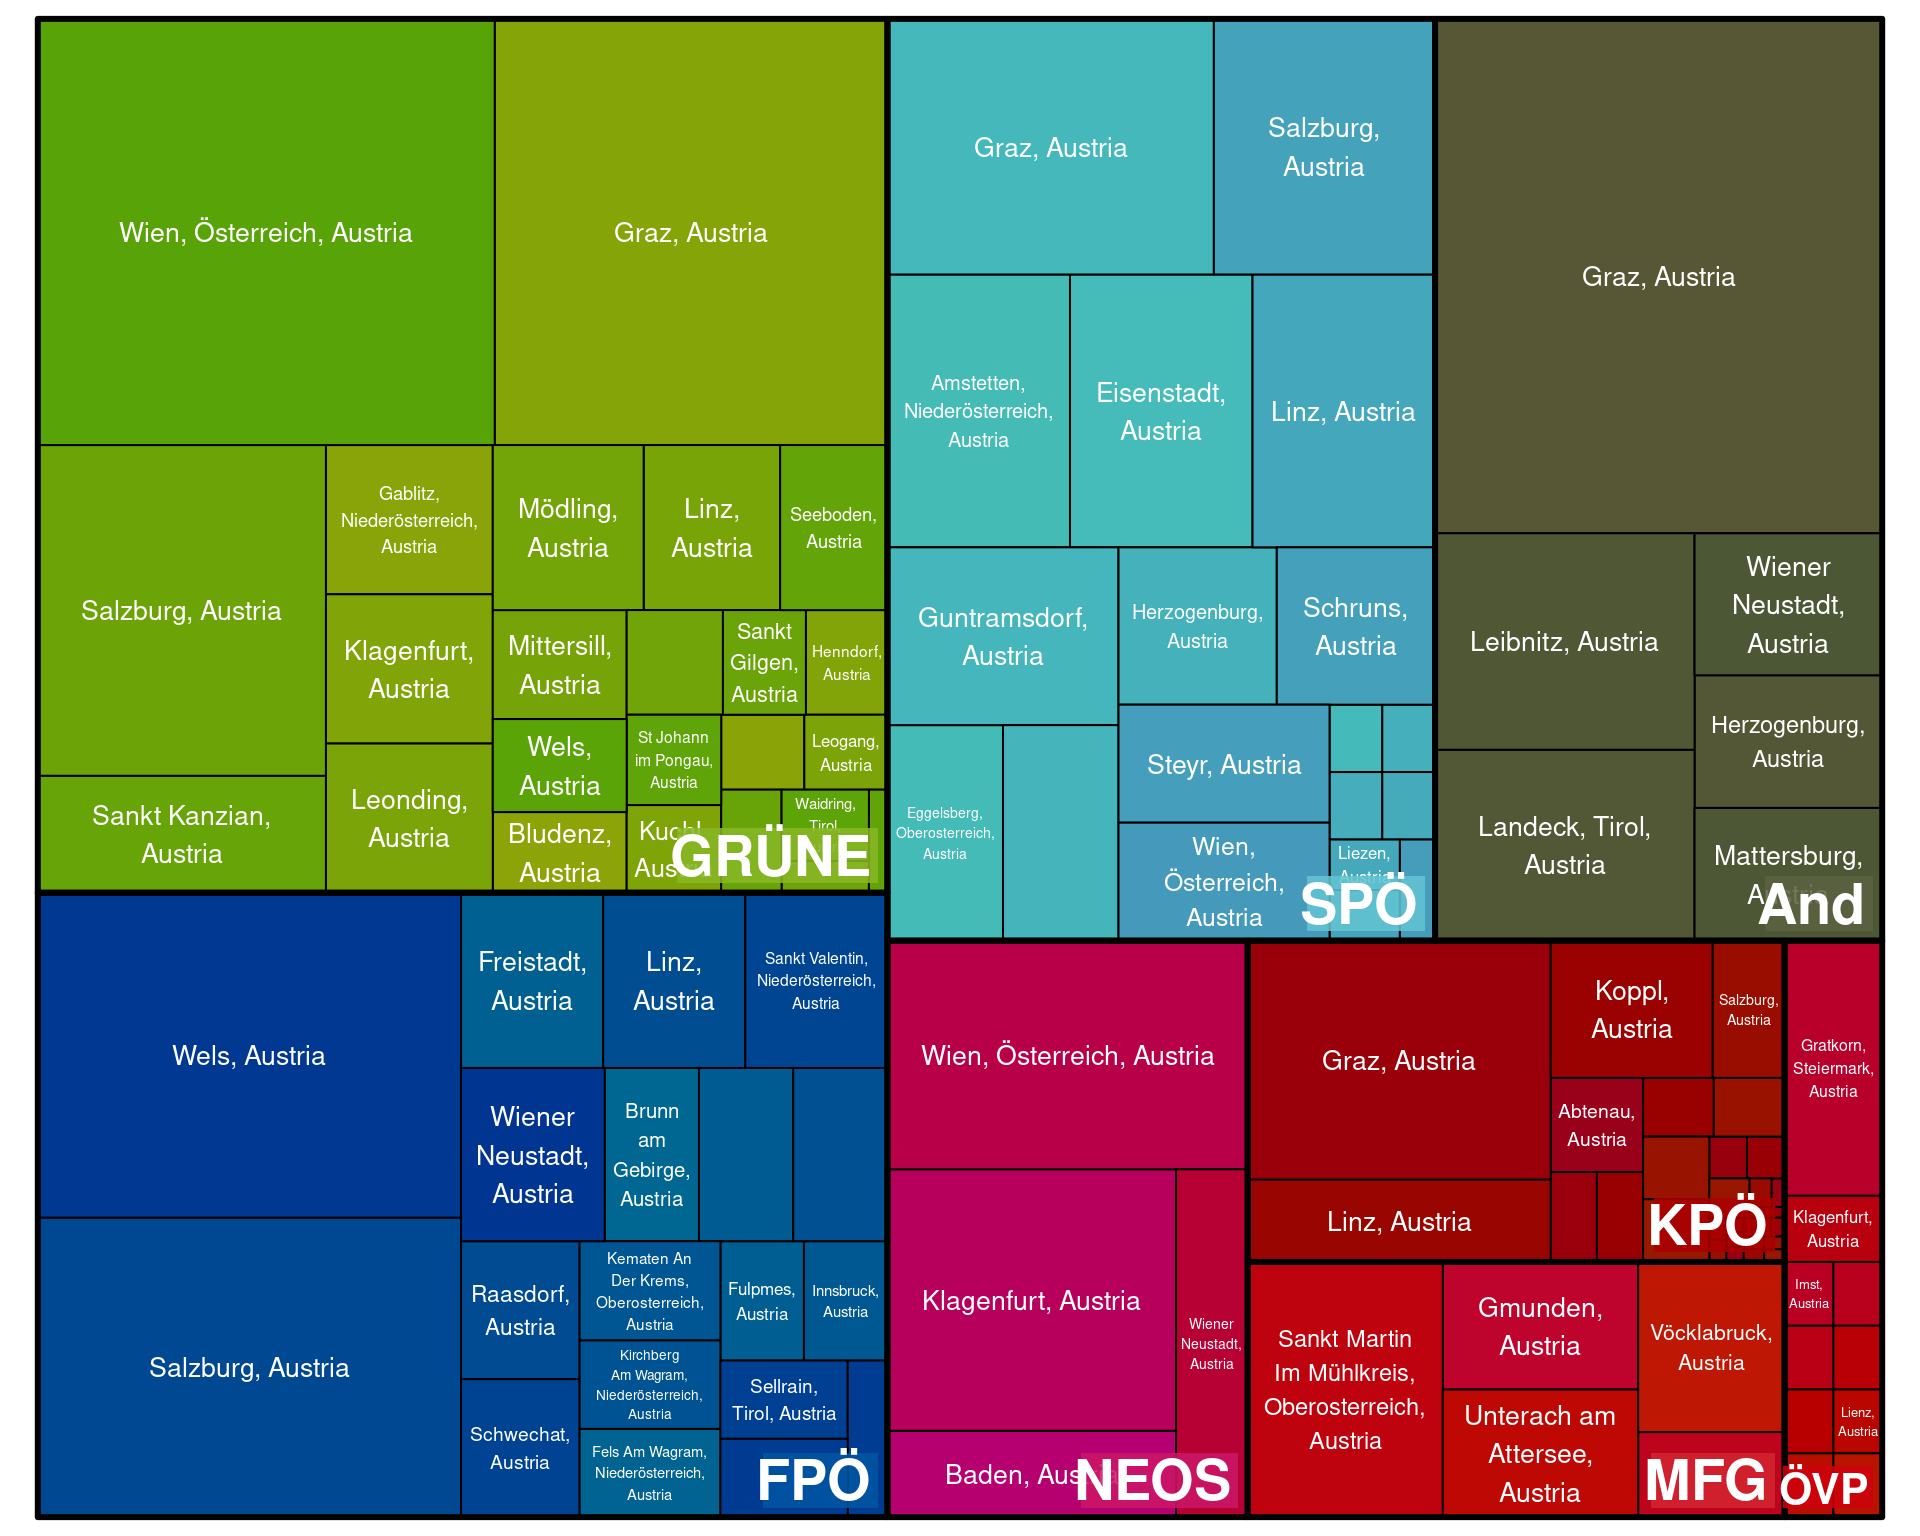 Wien, Österreich, Austria
Graz, Austria
Salzburg, Austria
Sankt Kanzian,
Austria
Gablitz,
Niederösterreich,
Austria
Klagenfurt,
Austria
Leonding,
Austria
Mödling,
Austria
Linz,
Austria
Seeboden,
Austria
Mittersill,
Austria
Sankt
Gilgen,
Austria
Henndorf,
Austria
Wels,
Austria
St Johann
im Pongau,
Austria
Leogang,
Austria
Bludenz,
Austria
Kuchl
Aus
Waidring,
Tirol
GRÜNE
Graz, Austria
Salzburg,
Austria
Amstetten,
Niederösterreich,
Austria
Eisenstadt,
Austria
Linz, Austria
Guntramsdorf,
Austria
Herzogenburg,
Austria
Schruns,
Austria
Eggelsberg,
Oberosterreich,
Austria
Steyr, Austria
Wien,
Österreich,
Austria
Liezen,
Austria
SPÖ
Graz, Austria
Leibnitz, Austria
Wiener
Neustadt,
Austria
Herzogenburg,
Austria
Landeck, Tirol,
Austria
Mattersburg,
Austria
And
Wels, Austria
Salzburg, Austria
Freistadt,
Austria
Linz,
Austria
Sankt Valentin,
Niederösterreich,
Austria
Wiener
Neustadt,
Austria
Brunn
am
Gebirge,
Austria
Raasdorf,
Austria
Kematen An
Der Krems,
Oberosterreich,
Austria
Fulpmes,
Austria
Innsbruck,
Austria
Schwechat,
Austria
Kirchberg
Am Wagram,
Niederösterreich,
Austria
Fels Am Wagram,
Niederösterreich,
Austria
Sellrain,
Tirol, Austria
FPÖ
Wien, Österreich, Austria
Klagenfurt, Austria
Wiener
Neustadt,
Austria
Baden, Austria
NEOS
Graz, Austria
Linz, Austria
Koppl,
Austria
Salzburg,
Austria
Abtenau,
Austria
KPÖ
Sankt Martin
Im Mühlkreis,
Oberosterreich,
Austria
Gmunden,
Austria
Unterach am
Attersee,
Austria
Vöcklabruck,
Austria
MFG
Gratkorn,
Steiermark,
Austria
Klagenfurt,
Austria
Imst,
Austria
Lienz,
Austria
ÖVP